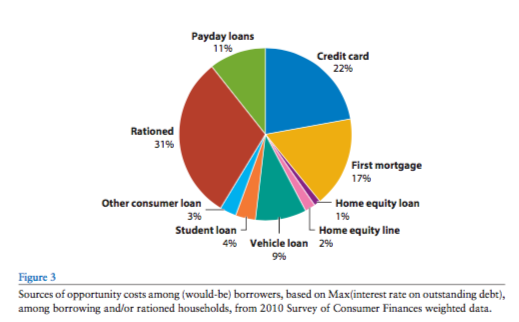 Payday loans
11%
Credit card
22%
Rationed
31%
First mortgage
17%
Other consumer loan
3%
Home equity loan
1%
Student loan
4%
Home equity line
2%
Vehicle loan
9%
Figure 3
Sources of opportunity costs among (would-be) borrowers, based on Max(interest rate on outstanding debt),
among borrowing and/or rationed households, from 2010 Survey of Consumer Finances weighted data.